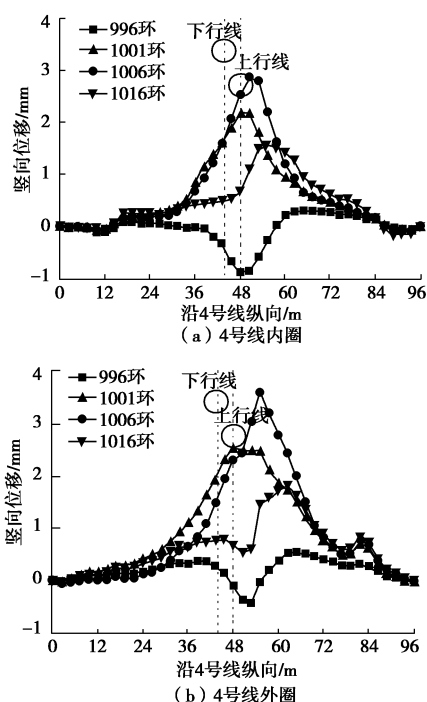 4
3
2
1
0
-1
竖向位移/mm
996环
1001环
1006环
1016环
下行线
上行线
0 12 24 36 48 60 72 84 96
沿4号线纵向/m
(a) 4号线内圈
4
3
2
1
0
-1
竖向位移/mm
996环
1001环
1006环
1016环
下行线
上行线
0 12 24 36 48 60 72 84 96
沿4号线纵向/m
(b) 4号线外圈